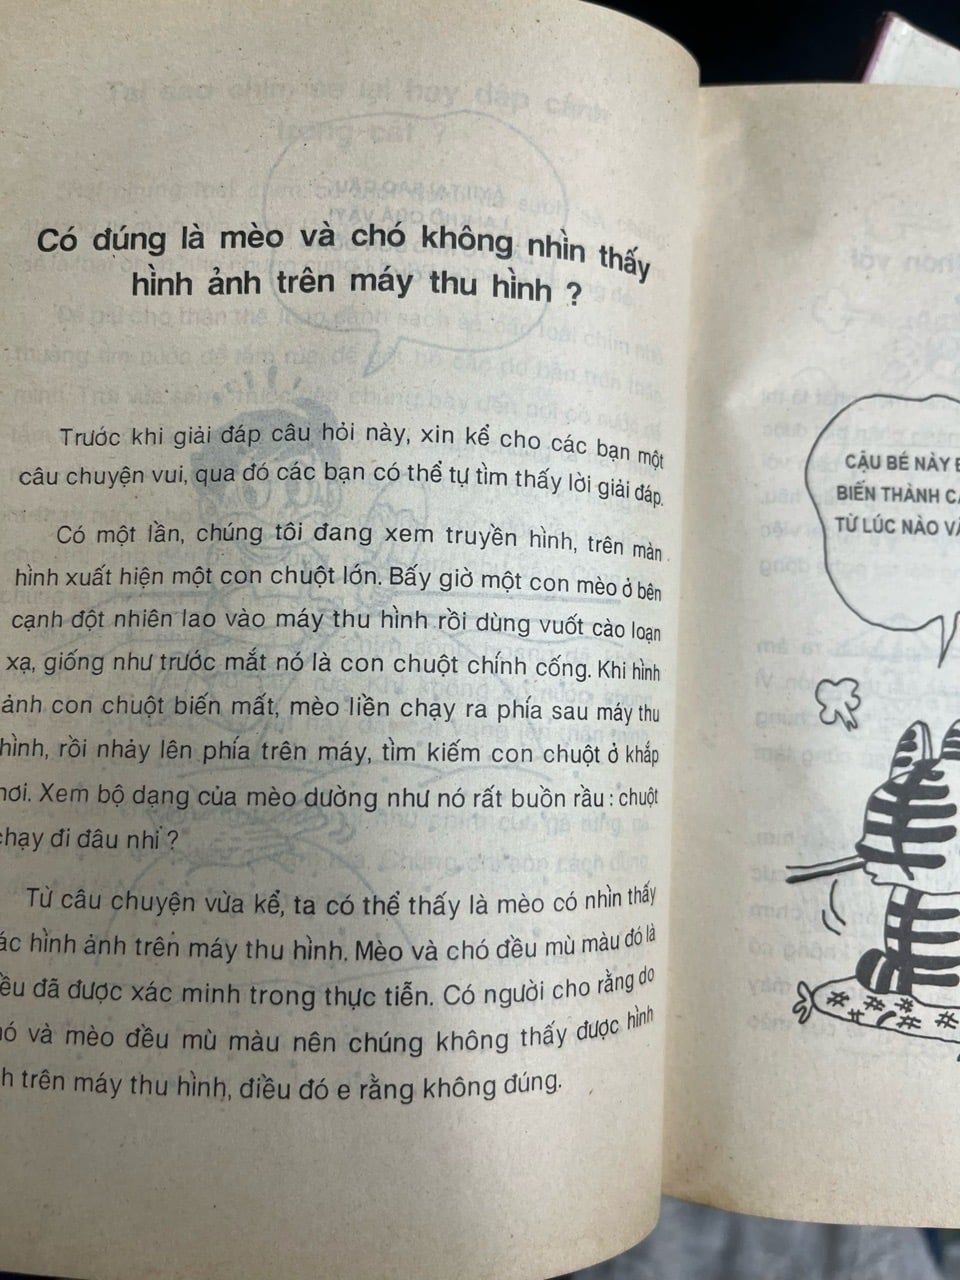 Có đúng là mèo và chó không nhìn thấy
hình ảnh trên máy thu hình ?
Trước khi giải đáp câu hỏi này, xin kể cho các bạn một
câu chuyện vui, qua đó các bạn có thể tự tìm thấy lời giải đáp.
Có một lần, chúng tôi đang xem truyền hình, trên màn
hình xuất hiện một con chuột lớn. Bấy giờ một con mèo ở bên
cạnh đột nhiên lao vào máy thu hình rồi dùng vuốt cào loạn
xạ, giống như trước mắt nó là con chuột chính cống. Khi hình
ảnh con chuột biến mất, mèo liền chạy ra phía sau máy thu
hình, rồi nhảy lên phía trên máy, tìm kiếm con chuột ở khắp
nơi. Xem bộ dạng của mèo dường như nó rất buồn rầu : chuột
chạy đi đâu nhỉ ?
Từ câu chuyện vừa kể, ta có thể thấy là mèo có nhìn thấy
các hình ảnh trên máy thu hình. Mèo và chó đều mù màu đó là
đã được xác minh trong thực tiễn. Có người cho rằng do
và mèo đều mù màu nên chúng không thấy được hình
trên máy thu hình, điều đó e rằng không đúng.
CẬU BÉ NÀY
BIẾN THÀNH
TỪ LÚC NÀO